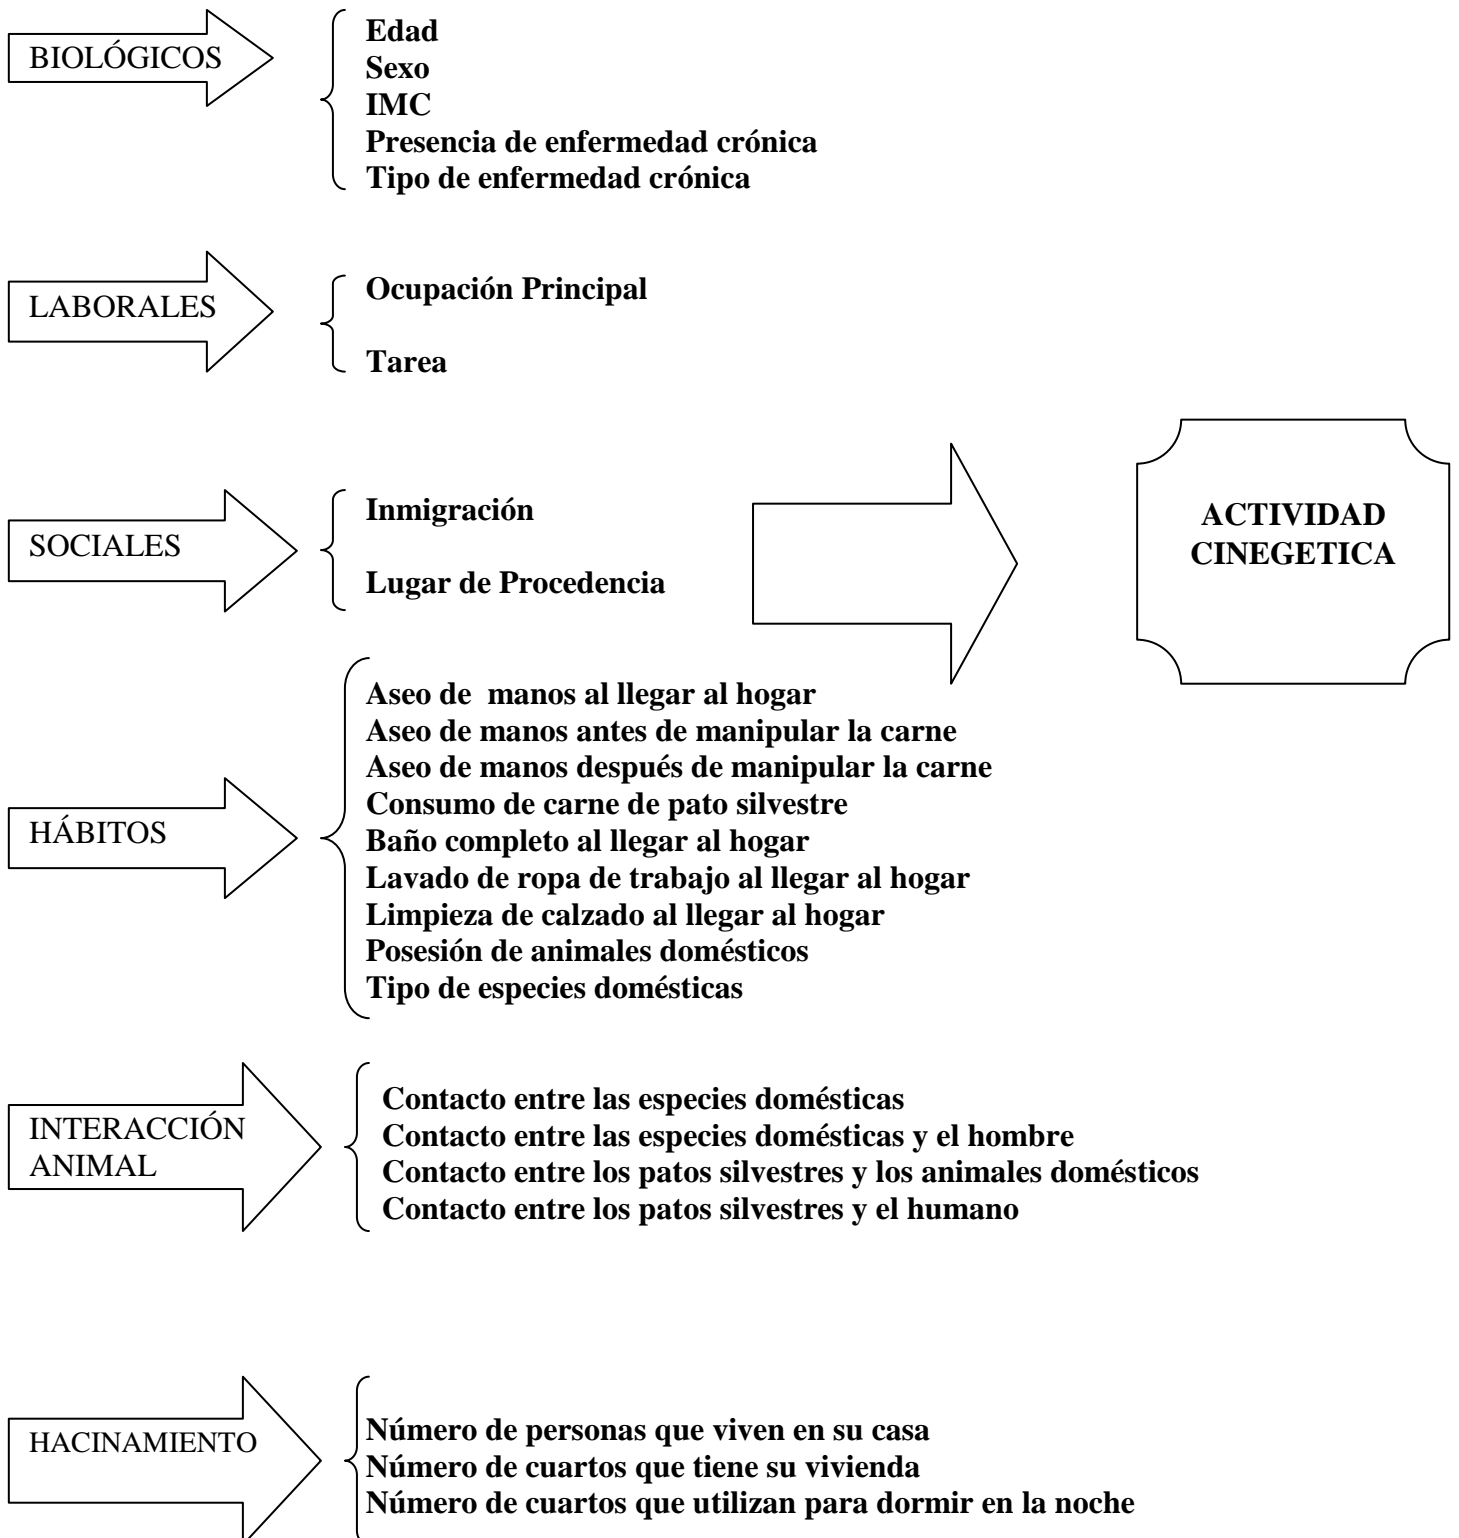 BIOLÓGICOS
Edad
Sexo
IMC
Presencia de enfermedad crónica
Tipo de enfermedad crónica
LABORALES
Ocupación Principal
Tarea
SOCIALES
Inmigración
Lugar de Procedencia
ACTIVIDAD
CINEGETICA
HÁBITOS
Aseo de  manos al llegar al hogar
Aseo de manos antes de manipular la carne
Aseo de manos después de manipular la carne
Consumo de carne de pato silvestre
Baño completo al llegar al hogar
Lavado de ropa de trabajo al llegar al hogar
Limpieza de calzado al llegar al hogar
Posesión de animales domésticos
Tipo de especies domésticas
INTERACCIÓN
ANIMAL
Contacto entre las especies domésticas
Contacto entre las especies domésticas y el hombre
Contacto entre los patos silvestres y los animales domésticos
Contacto entre los patos silvestres y el humano
HACINAMIENTO
Número de personas que viven en su casa
Número de cuartos que tiene su vivienda
Número de cuartos que utilizan para dormir en la noche